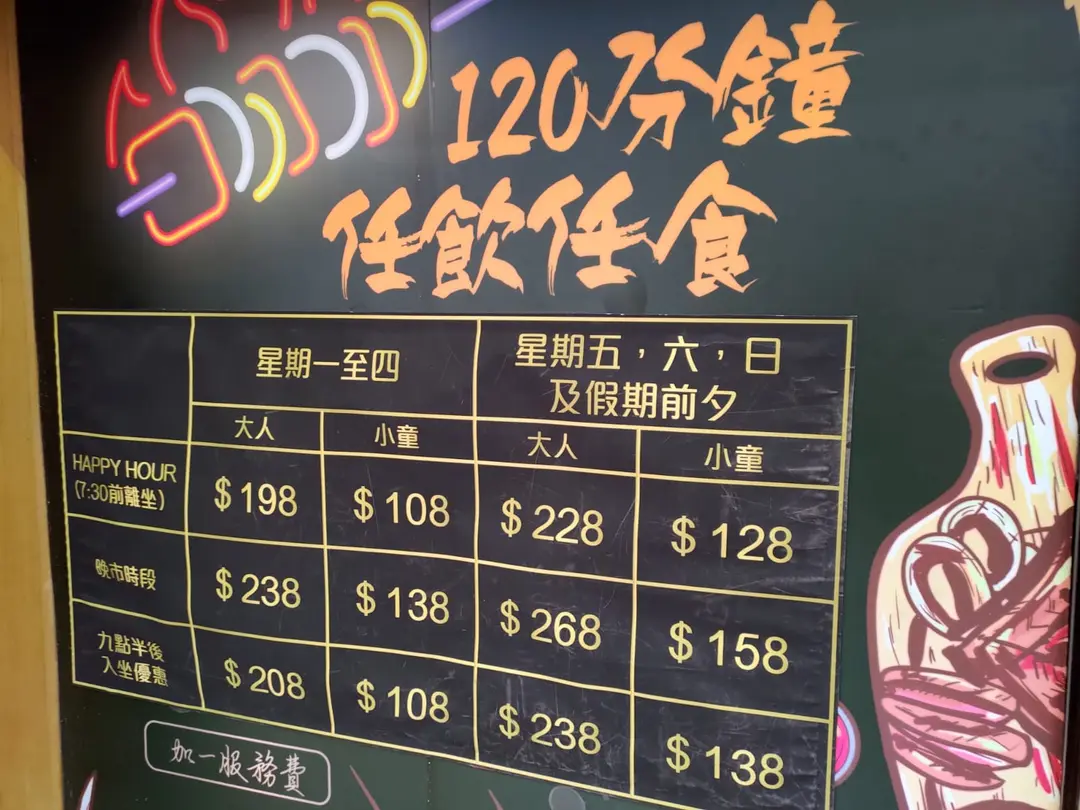 120分鐘
任飲任食
星期一至四
星期五，六，日
及假期前夕
大人
小童
大人
小童
HAPPY HOUR
(7:30前離坐)
$198
$108
$228
$128
晚市時段
$238
$138
$268
$158
九點半後
入坐優惠
$208
$108
$238
$138
加一服務費